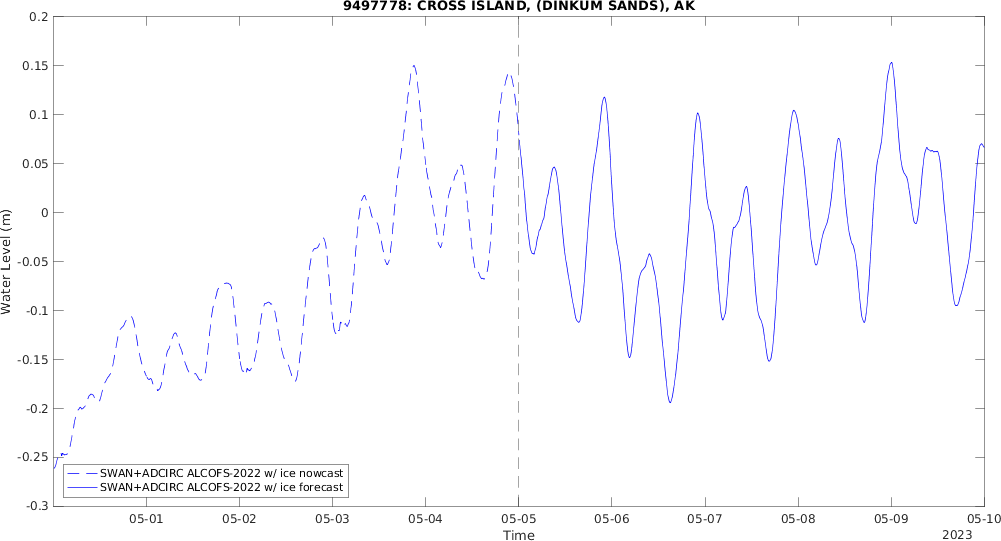 9497778: CROSS ISLAND, (DINKUM SANDS), AK
0.2
0.15
0.1
0.05
0
-0.05
-0.1
-0.15
-0.2
-0.25
-0.3
Water Level (m)
SWAN+ADCIRC ALCOFS-2022 w/ ice nowcast
SWAN+ADCIRC ALCOFS-2022 w/ ice forecast
05-01 05-02 05-03 05-04 05-05 05-06 05-07 05-08 05-09 05-10
Time
2023